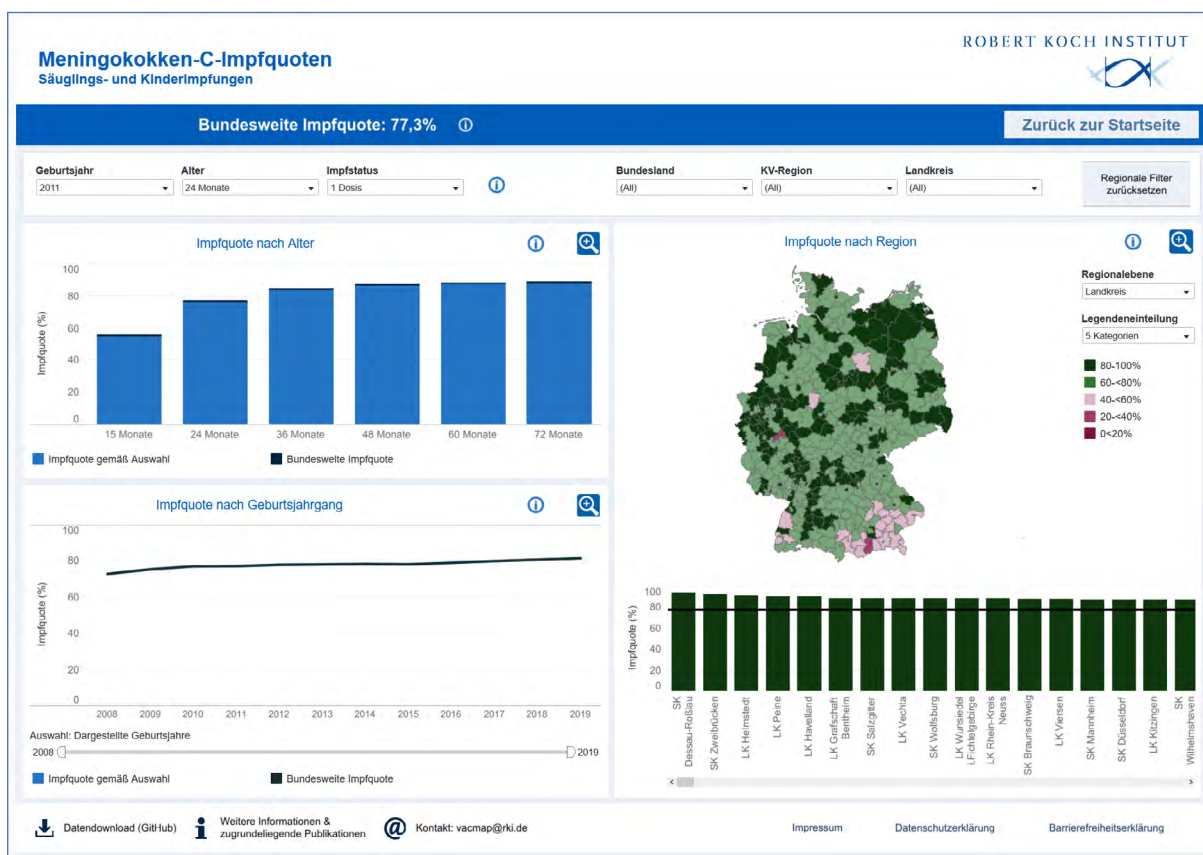 Meningokokken-C-Impfquoten
Säuglings- und Kinderimpfungen
ROBERT KOCH INSTITUT
Bundesweite Impfquote: 77,3%
Zurück zur Startseite
Geburtsjahr
2011
Alter
24 Monate
Impfstatus
1 Dosis
Bundesland
(All)
KV-Region
(All)
Landkreis
(All)
Regionale Filter
zurücksetzen
Impfquote nach Alter
Impfquote (%)
100
80
60
40
20
0
15 Monate 24 Monate 36 Monate 48 Monate 60 Monate 72 Monate
Impfquote gemäß Auswahl Bundesweite Impfquote
Impfquote nach Geburtsjahrgang
Impfquote (%)
100
80
60
40
20
0
2008 2009 2010 2011 2012 2013 2014 2015 2016 2017 2018 2019
Auswahl: Dargestellte Geburtsjahre
2008 2019
Impfquote gemäß Auswahl Bundesweite Impfquote
Impfquote nach Region
Regionalebene
Landkreis
Legendeneinteilung
5 Kategorien
80-100%
60-<80%
40-<60%
20-<40%
0<20%
Impfquote (%)
100
80
60
40
20
0
SK
Dessau-Roßlau
SK Zweibrücken
LK Helmstedt
LK Peine
LK Havelland
LK Grafschaft
Bentheim
SK Salzgitter
LK Vechta
SK Wolfsburg
LK Wunsiedel
i.Fichtelgebirge
LK Rhein-Kreis
Neuss
SK Braunschweig
LK Viersen
SK Mannheim
SK Düsseldorf
LK Kitzingen
SK
Wilhelmshaven
Datendownload (GitHub)
Weitere Informationen &
zugrundeliegende Publikationen
Kontakt: vacmap@rki.de
Impressum
Datenschutzerklärung
Barrierefreiheitserklärung